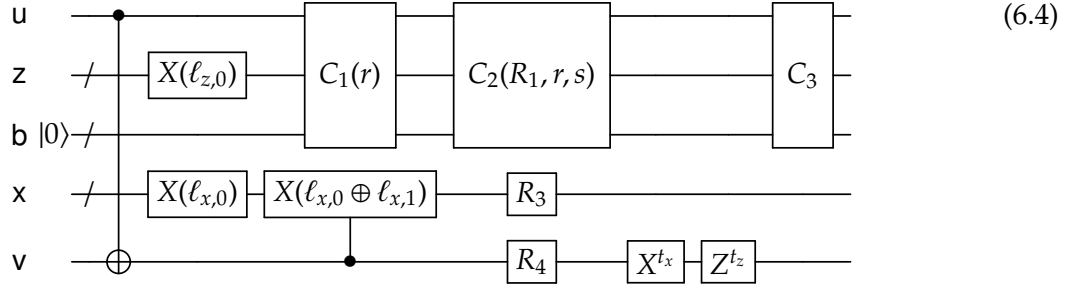 u (6.4)
z / X(ℓ_{z,0}) C_1(r) C_2(R_1, r, s) C_3
b |0⟩ /
x / X(ℓ_{x,0}) X(ℓ_{x,0} ⊕ ℓ_{x,1}) R_3
v R_4 X^{t_x} Z^{t_z}